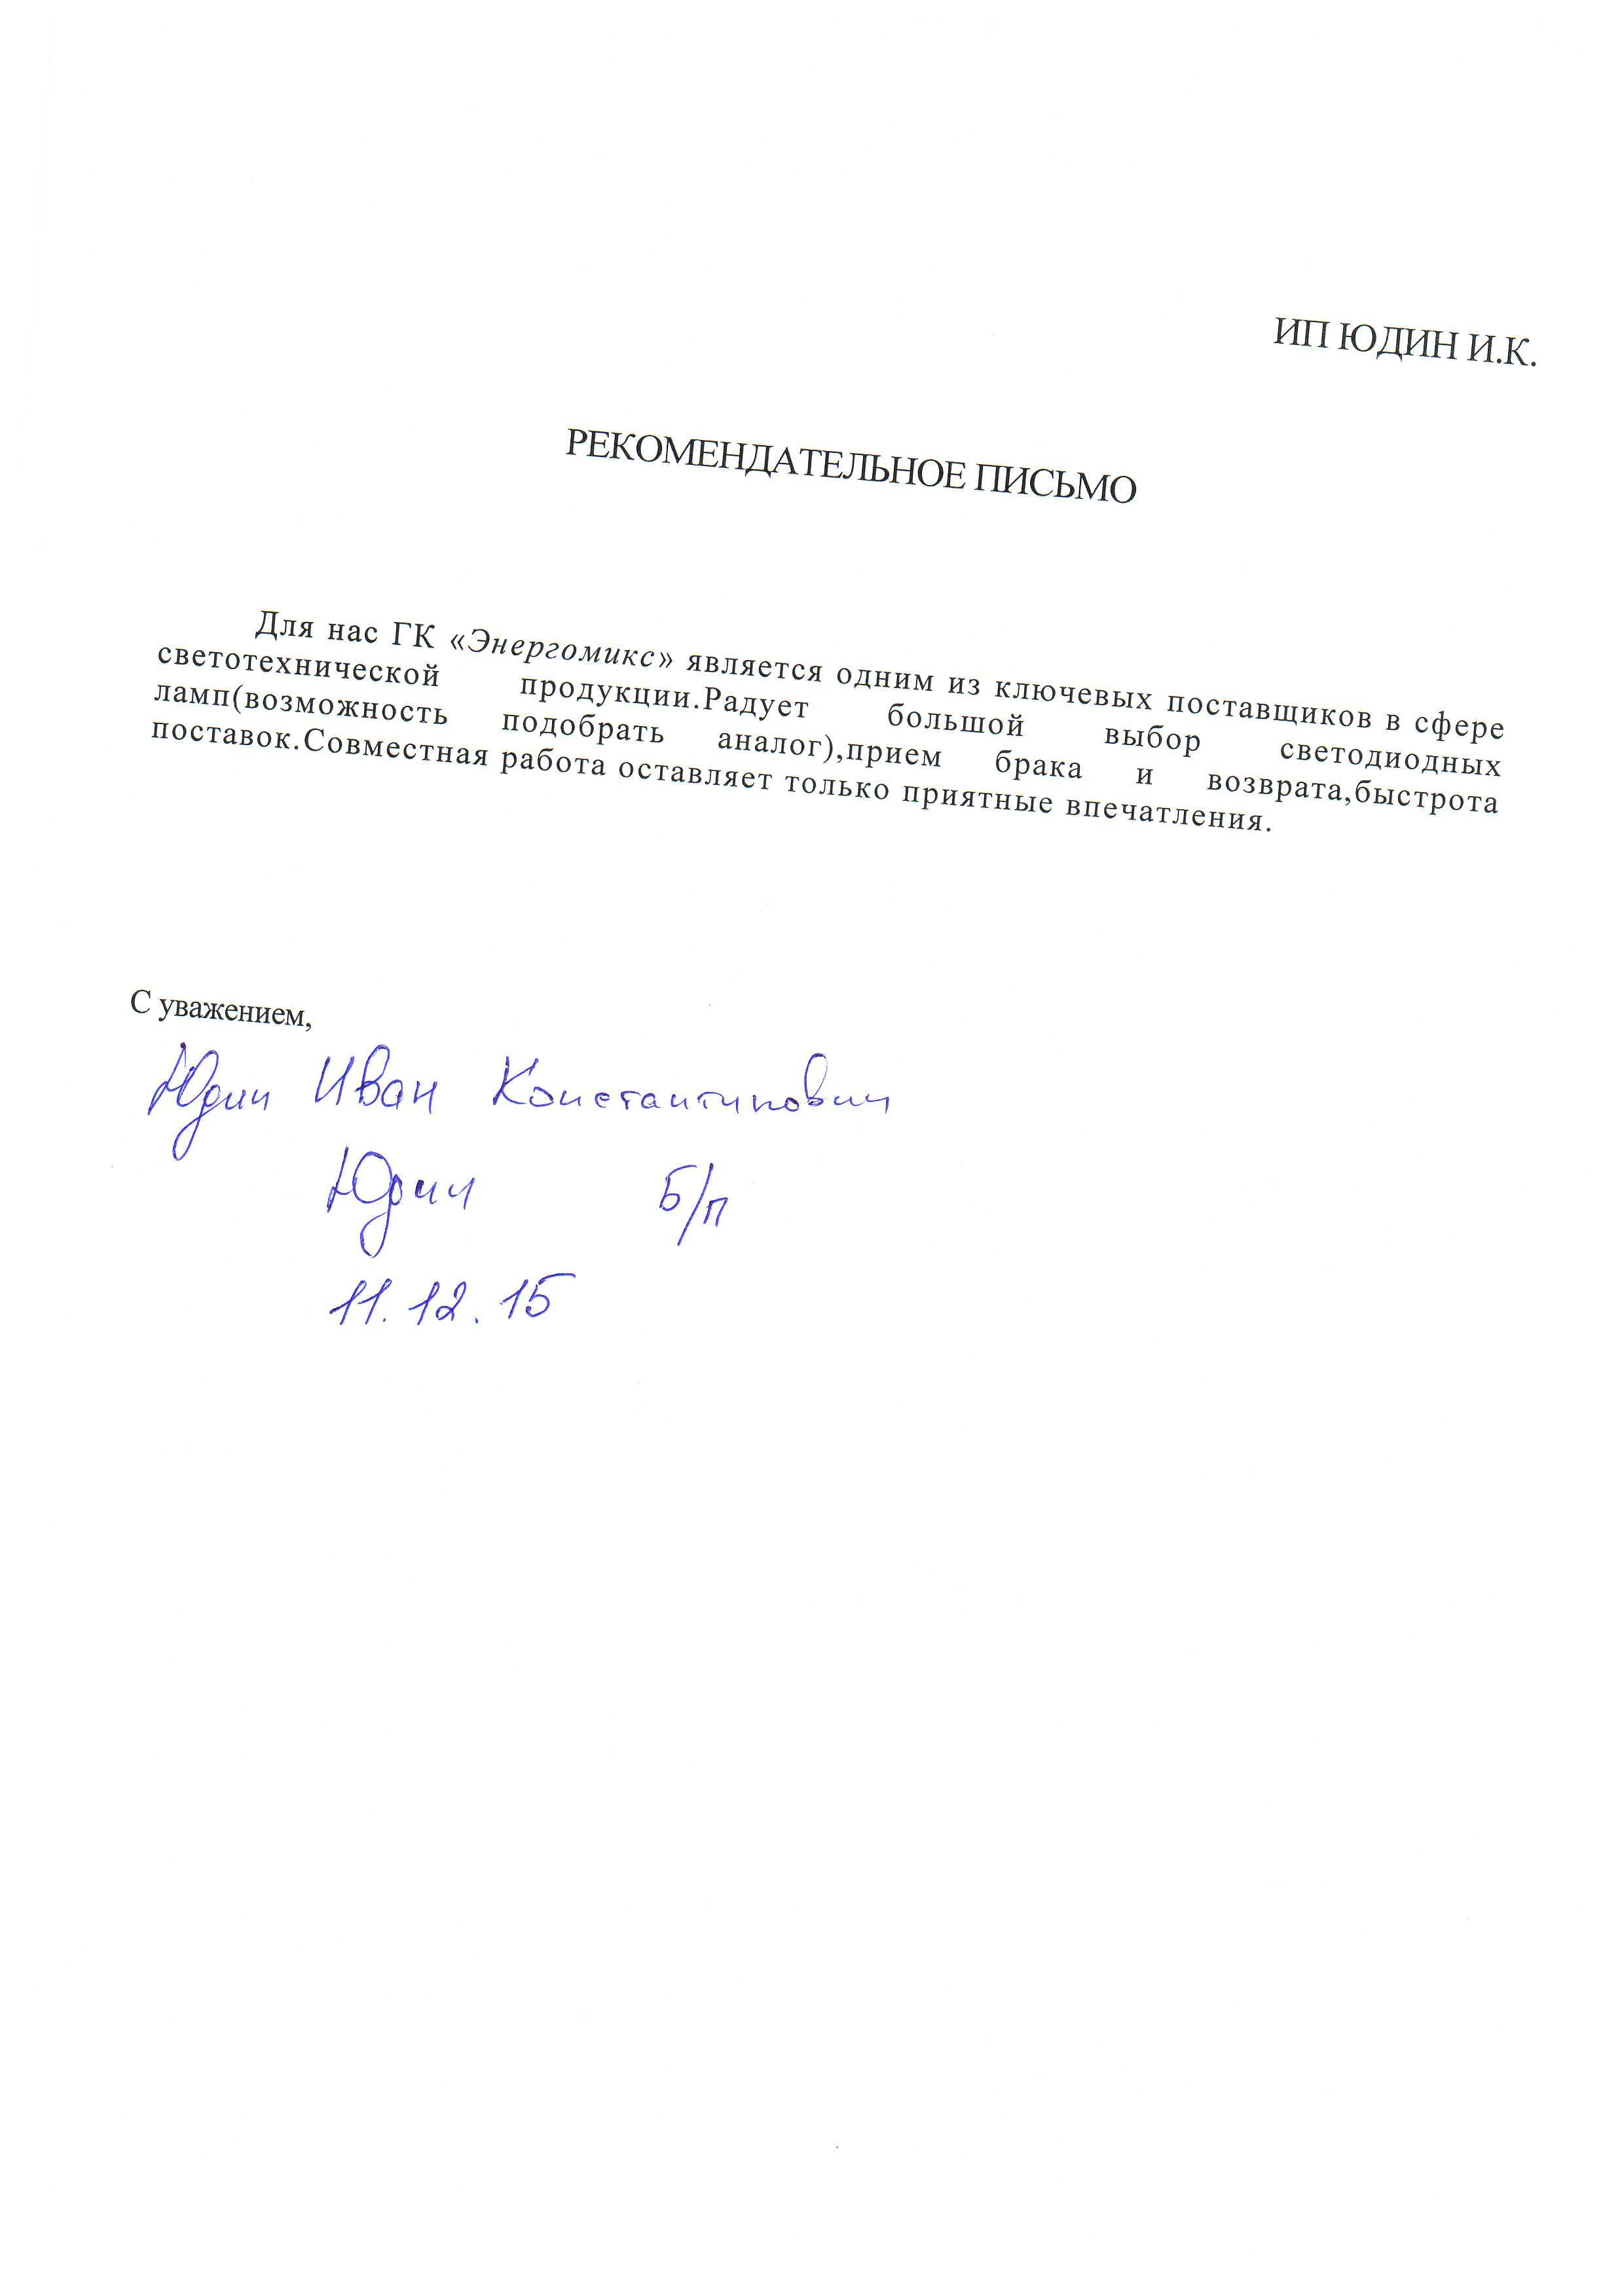 ИП ЮДИН И.К.
РЕКОМЕНДАТЕЛЬНОЕ ПИСЬМО
Для нас ГК «Энергомикс» является одним из ключевых поставщиков в сфере
светотехнической продукции.Радует большой выбор светодиодных
ламп(возможность подобрать аналог),прием брака и возврата,быстрота
поставок.Совместная работа оставляет только приятные впечатления.
С уважением,
Юдин Иван Константинович
Юдин б/п
11.12.15